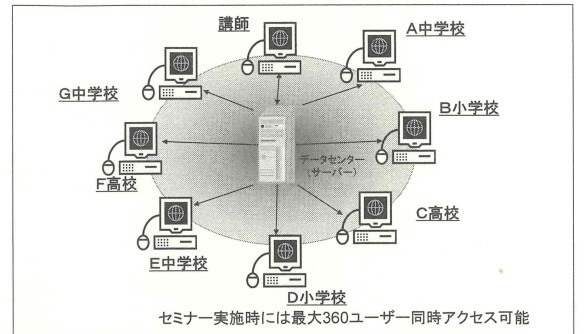 講師
A中学校
G中学校
B小学校
データセンター
(サーバー)
F高校
C高校
E中学校
D小学校
セミナー実施時には最大360ユーザー同時アクセス可能